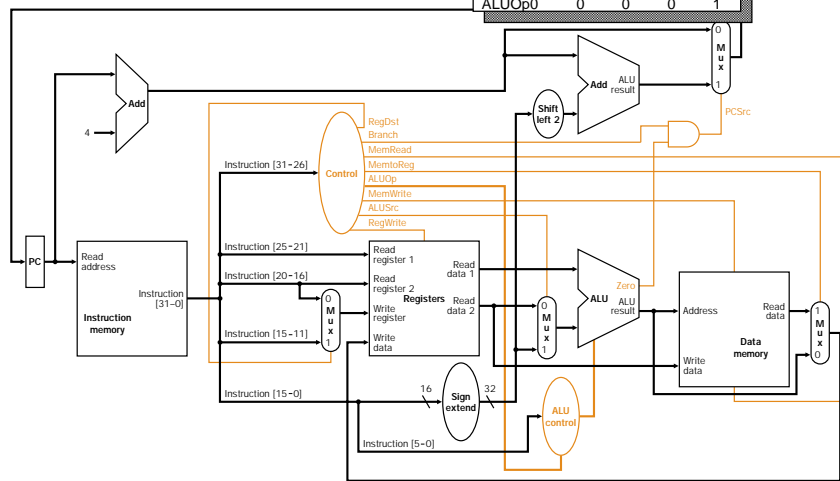 ALUOp0 0 0 0 1
0
M
u
x
1
Add
ALU
result
Add
4
Shift
left 2
PCSrc
RegDst
Branch
MemRead
MemtoReg
ALUOp
MemWrite
ALUSrc
RegWrite
Control
Instruction [31-26]
Instruction [25-21]
Instruction [20-16]
Instruction [15-11]
Instruction [15-0]
Instruction [5-0]
PC
Read
address
Instruction
[31-0]
Instruction
memory
0
M
u
x
1
Read
register 1
Read
register 2
Write
register
Write
data
Registers
Read
data 1
Read
data 2
0
M
u
x
1
Zero
ALU
ALU
result
Address
Write
data
Read
data
Data
memory
1
M
u
x
0
16
Sign
extend
32
ALU
control